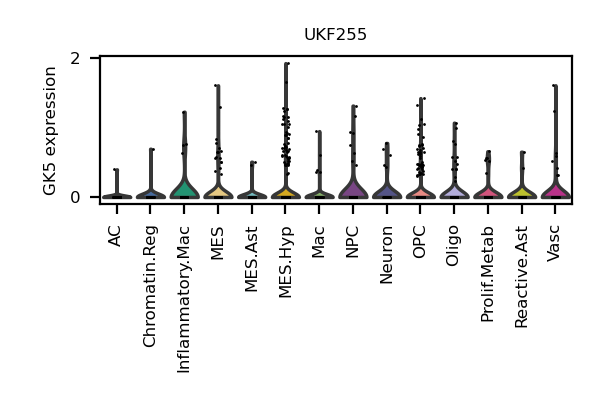 UKF255
GK5 expression
2
0
AC
Chromatin.Reg
Inflammatory.Mac
MES
MES.Ast
MES.Hyp
Mac
NPC
Neuron
OPC
Oligo
Prolif.Metab
Reactive.Ast
Vasc